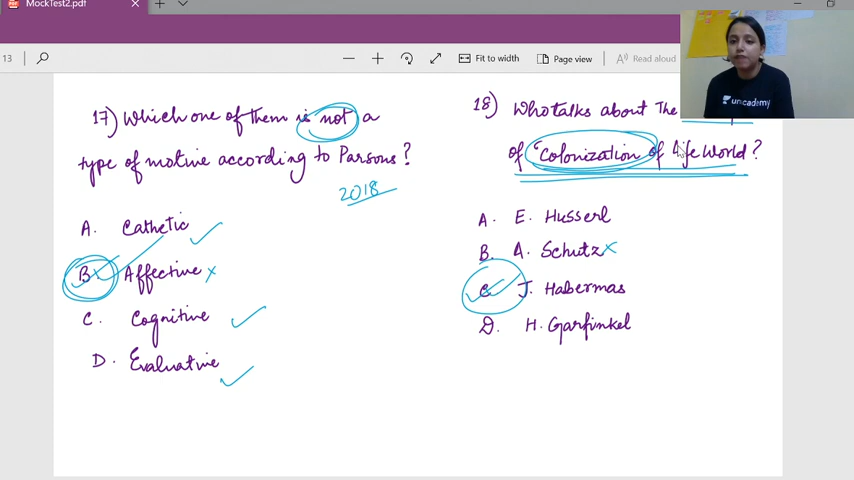 MockTest2.pdf
13
Fit to width
Page view
Read aloud
unacademy
17) Which one of them is not a
type of motive according to Parsons?
2018
A. Cathetic
B. Affective
C. Cognitive
D. Evaluative
18) Who talks about The
of "Colonization of Life World?
A. E. Husserl
B. A. Schutz
C. J. Habermas
D. H. Garfinkel